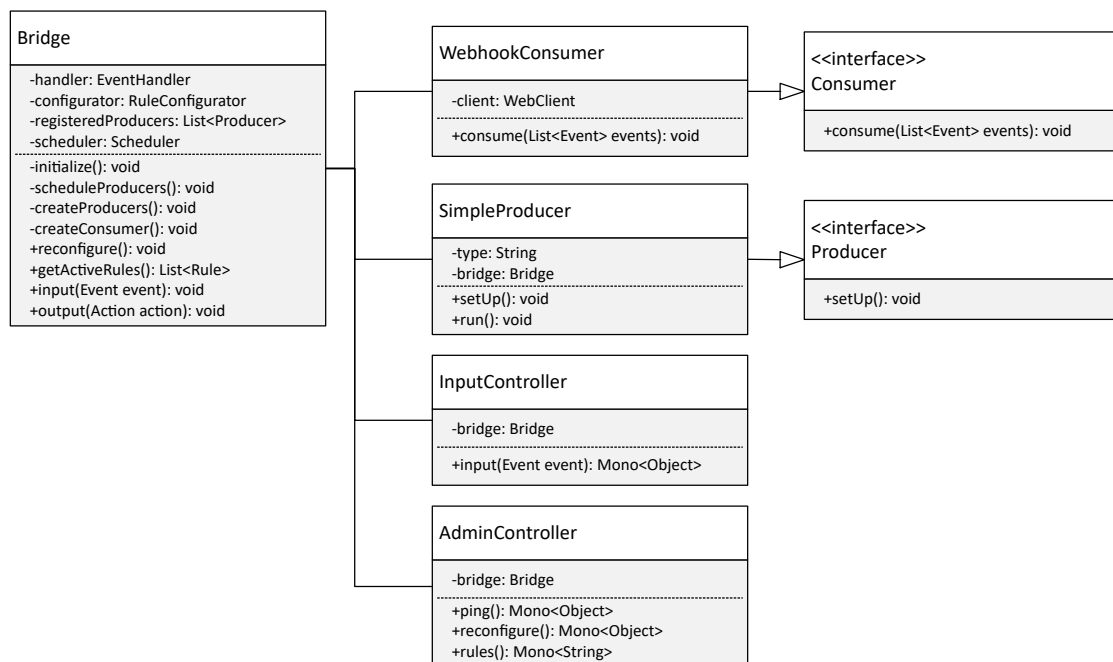 Bridge
-handler: EventHandler
-configurator: RuleConfigurator
-registeredProducers: List<Producer>
-scheduler: Scheduler
-initialize(): void
-scheduleProducers(): void
-createProducers(): void
-createConsumer(): void
+reconfigure(): void
+getActiveRules(): List<Rule>
+input(Event event): void
+output(Action action): void
WebhookConsumer
-client: WebClient
+consume(List<Event> events): void
<<interface>>
Consumer
+consume(List<Event> events): void
SimpleProducer
-type: String
-bridge: Bridge
+setUp(): void
+run(): void
<<interface>>
Producer
+setUp(): void
InputController
-bridge: Bridge
+input(Event event): Mono<Object>
AdminController
-bridge: Bridge
+ping(): Mono<Object>
+reconfigure(): Mono<Object>
+rules(): Mono<String>